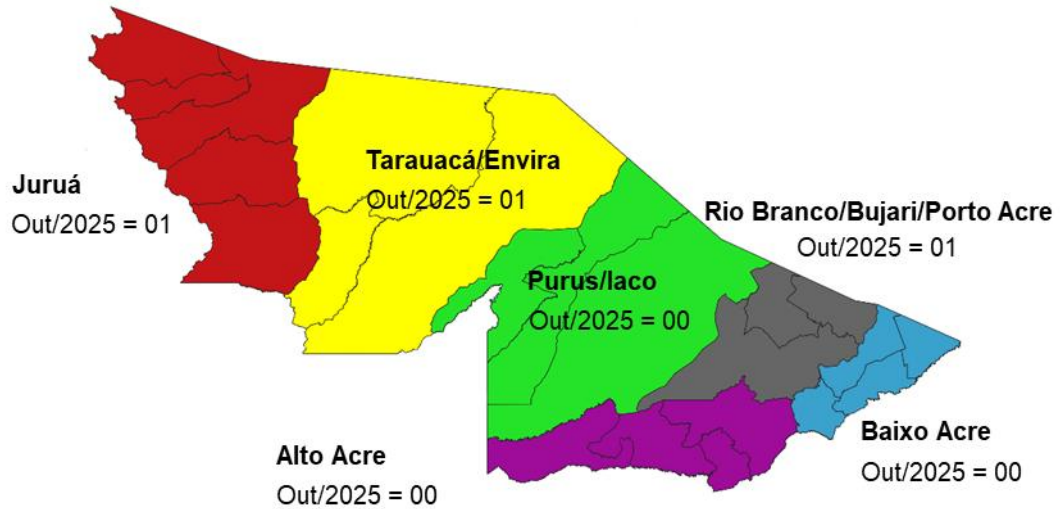 Tarauacá/Envira
Out/2025 = 01
Juruá
Out/2025 = 01
Rio Branco/Bujari/Porto Acre
Out/2025 = 01
Purus/Iaco
Out/2025 = 00
Baixo Acre
Out/2025 = 00
Alto Acre
Out/2025 = 00